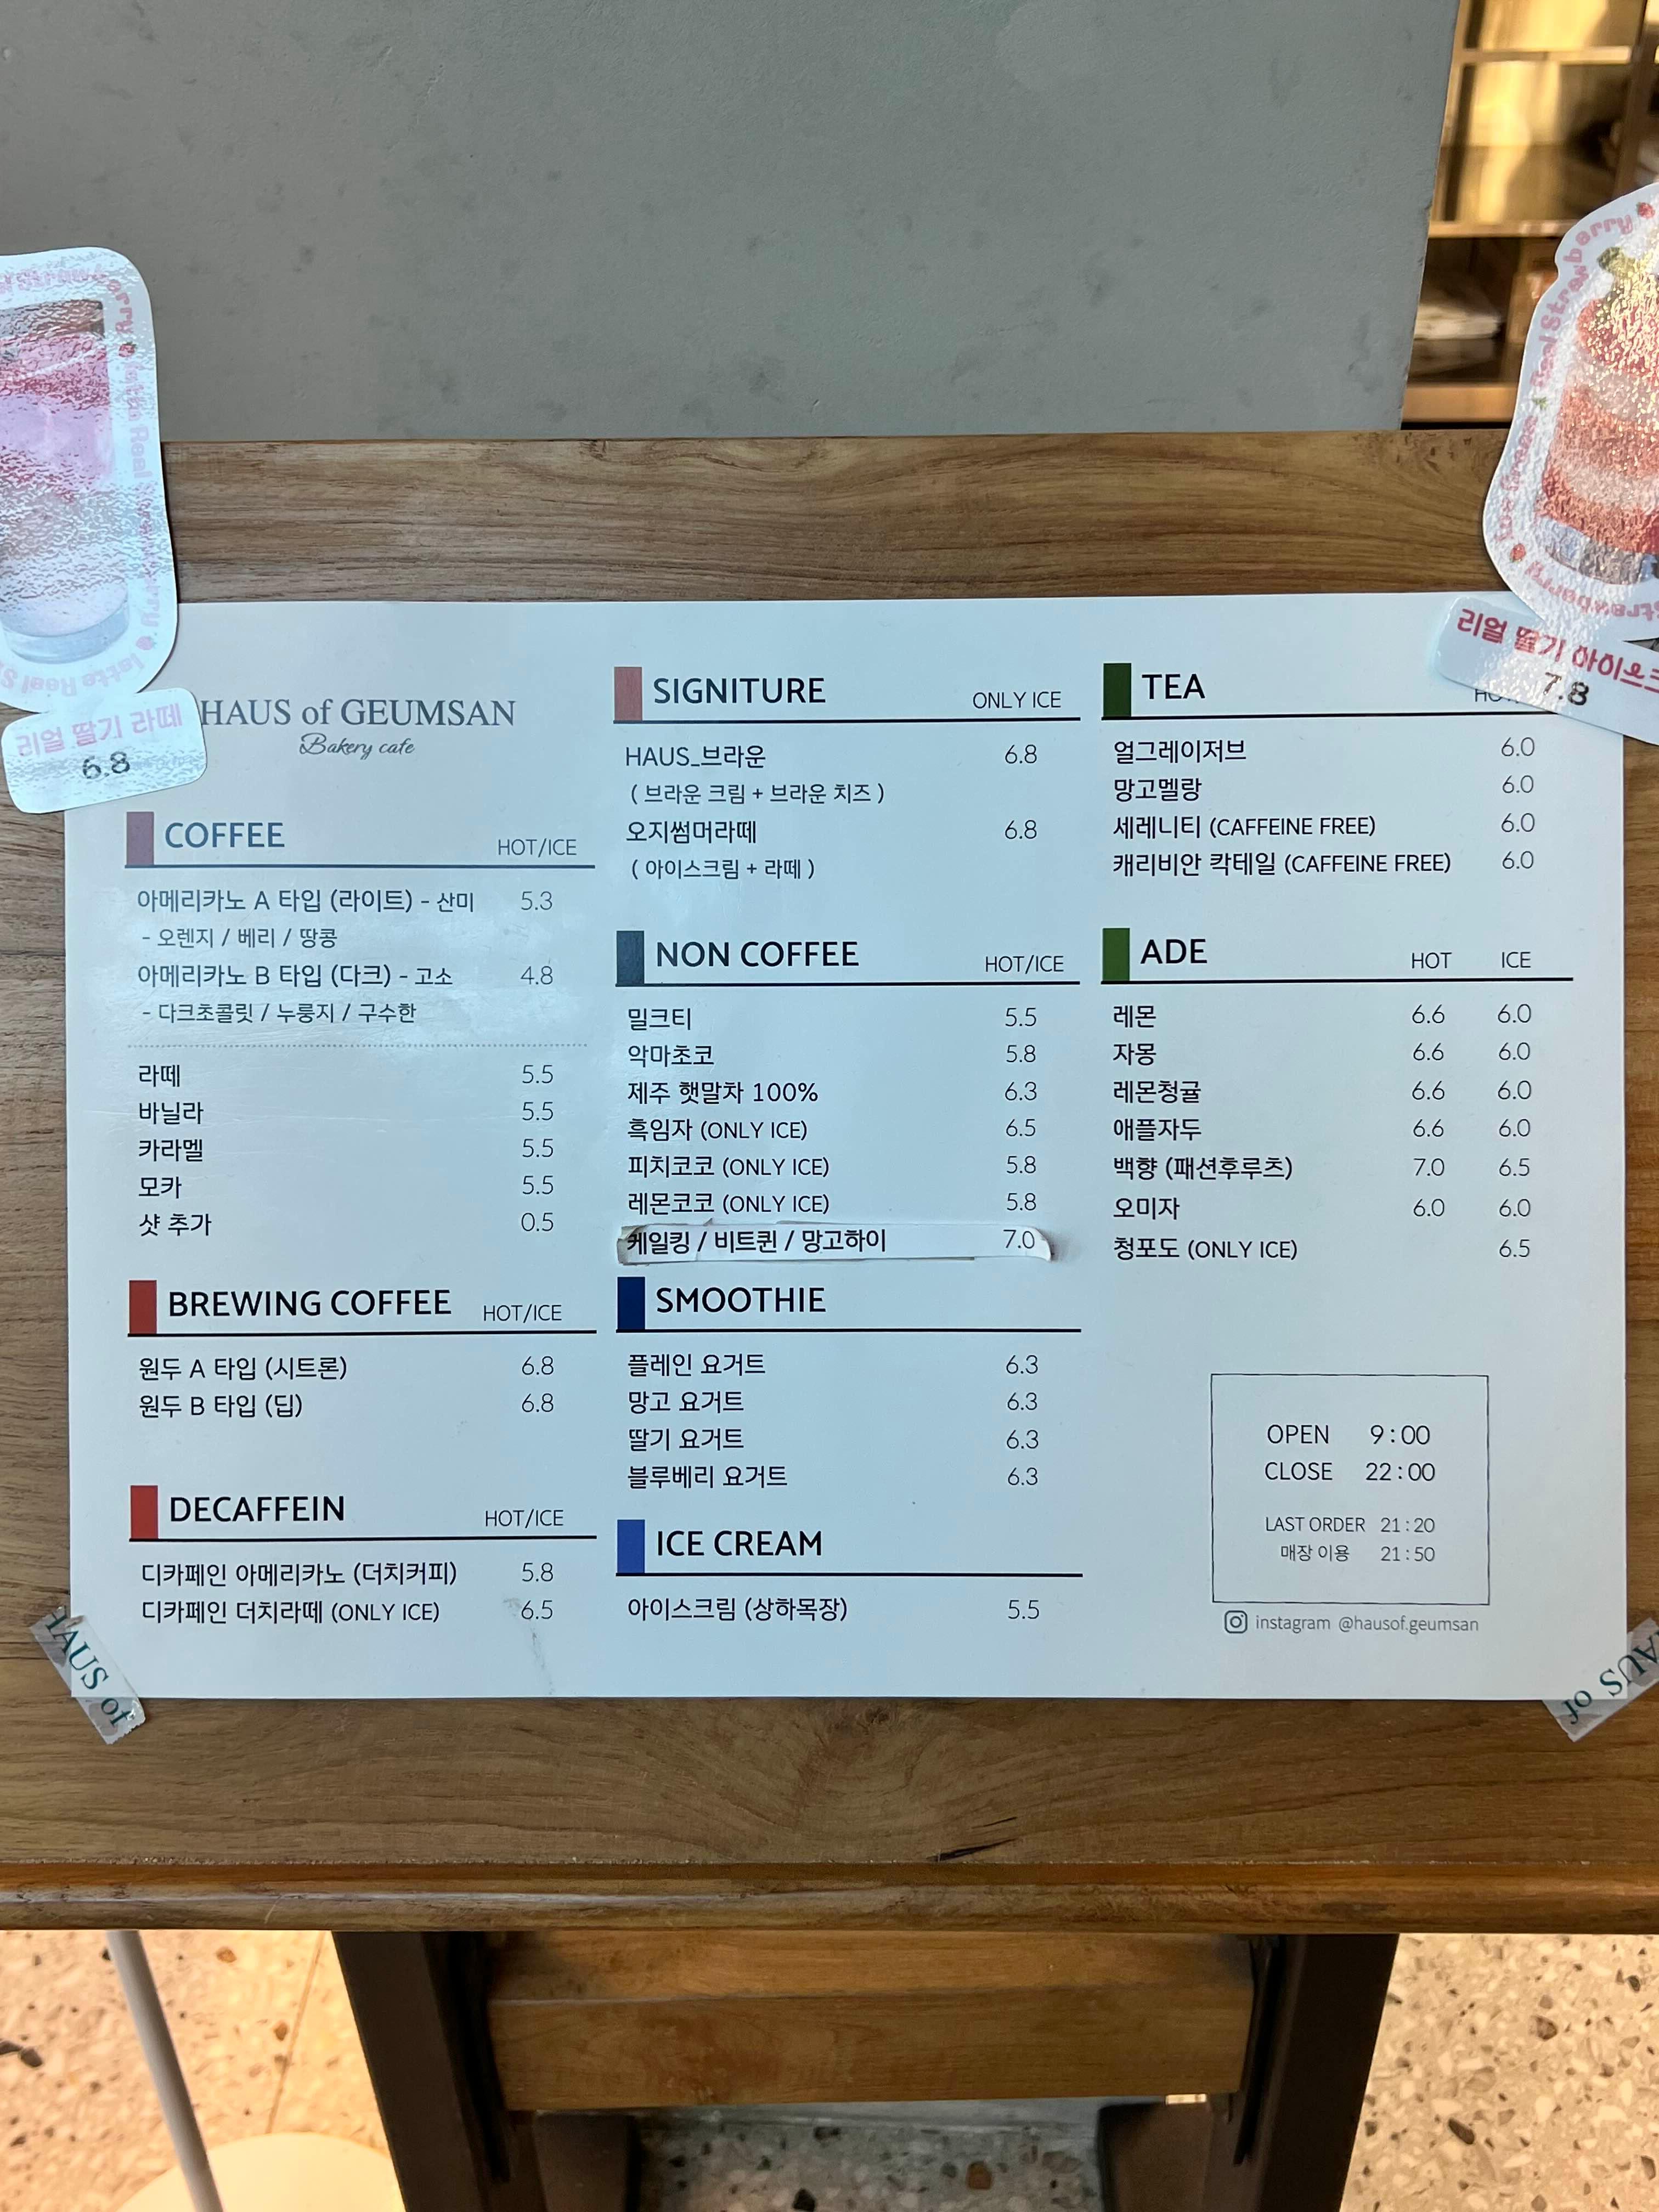 리얼 딸기 라떼
6.8
리얼 딸기
7.8
HAUS of GEUMSAN
Bakery cafe
COFFEE HOT/ICE
아메리카노 A 타입 (라이트) - 산미 5.3
- 오렌지 / 베리 / 땅콩
아메리카노 B 타입 (다크) - 고소 4.8
- 다크초콜릿 / 누룽지 / 구수한
라떼 5.5
바닐라 5.5
카라멜 5.5
모카 5.5
샷 추가 0.5
BREWING COFFEE HOT/ICE
원두 A 타입 (시트론) 6.8
원두 B 타입 (딥) 6.8
DECAFFEIN HOT/ICE
디카페인 아메리카노 (더치커피) 5.8
디카페인 더치라떼 (ONLY ICE) 6.5
SIGNITURE ONLY ICE
HAUS_브라운 6.8
( 브라운 크림 + 브라운 치즈 )
오지썸머라떼 6.8
( 아이스크림 + 라떼 )
NON COFFEE HOT/ICE
밀크티 5.5
악마초코 5.8
제주 햇말차 100% 6.3
흑임자 (ONLY ICE) 6.5
피치코코 (ONLY ICE) 5.8
레몬코코 (ONLY ICE) 5.8
케일킹 / 비트퀸 / 망고하이 7.0
SMOOTHIE
플레인 요거트 6.3
망고 요거트 6.3
딸기 요거트 6.3
블루베리 요거트 6.3
ICE CREAM
아이스크림 (상하목장) 5.5
TEA
얼그레이저브 6.0
망고멜랑 6.0
세레니티 (CAFFEINE FREE) 6.0
캐리비안 칵테일 (CAFFEINE FREE) 6.0
ADE HOT ICE
레몬 6.6 6.0
자몽 6.6 6.0
레몬청귤 6.6 6.0
애플자두 6.6 6.0
백향 (패션후루츠) 7.0 6.5
오미자 6.0 6.0
청포도 (ONLY ICE) 6.5
OPEN 9:00
CLOSE 22:00
LAST ORDER 21:20
매장 이용 21:50
instagram @hausof.geumsan
HAUS of
HAUS of